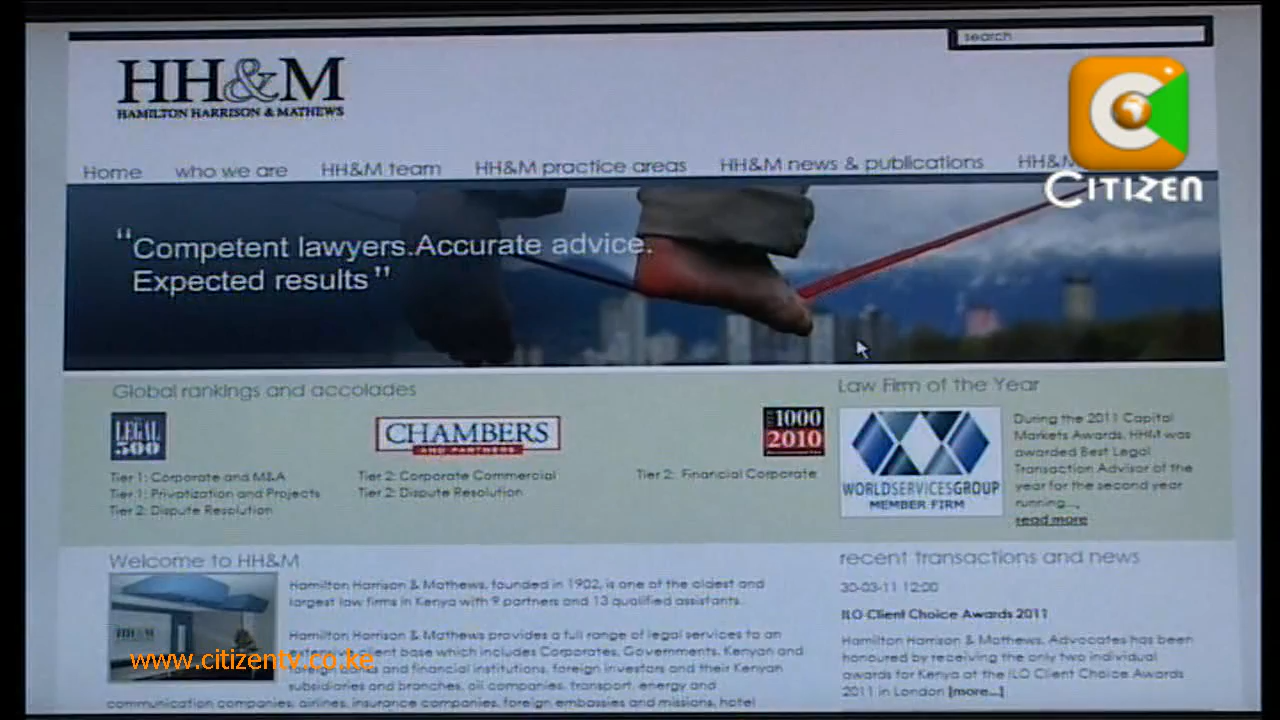 search
HH&M
HAMILTON HARRISON & MATHEWS
CITIZEN
Home who we are HH&M team HH&M practice areas HH&M news & publications HH&M
“Competent lawyers.Accurate advice.
Expected results”
Global rankings and accolades
LEGAL
500
Tier 1: Corporate and M&A
Tier 1: Privatization and Projects
Tier 2: Dispute Resolution
CHAMBERS
AND PARTNERS
Tier 2: Corporate Commercial
Tier 2: Dispute Resolution
1000
2010
Tier 2: Financial Corporate
Law Firm of the Year
WORLDSERVICESGROUP
MEMBER FIRM
During the 2011 Capital
Markets Awards, HHM was
awarded Best Legal
Transaction Advisor of the
year for the second year
running...
read more
Welcome to HH&M
HH&M
Hamilton Harrison & Mathews, founded in 1902, is one of the oldest and
largest law firms in Kenya with 9 partners and 13 qualified assistants.
Hamilton Harrison & Mathews provides a full range of legal services to an
client base which includes Corporates, Governments, Kenyan and
foreign and financial institutions, foreign investors and their Kenyan
subsidiaries and branches, oil companies, transport, energy and
communication companies, airlines, insurance companies, foreign embassies and missions, hotel
www.citizentv.co.ke
recent transactions and news
30-03-11 12:00
ILO Client Choice Awards 2011
Hamilton Harrison & Mathews, Advocates has been
honoured by receiving the only two individual
awards for Kenya at the ILO Client Choice Awards
2011 in London [more...]